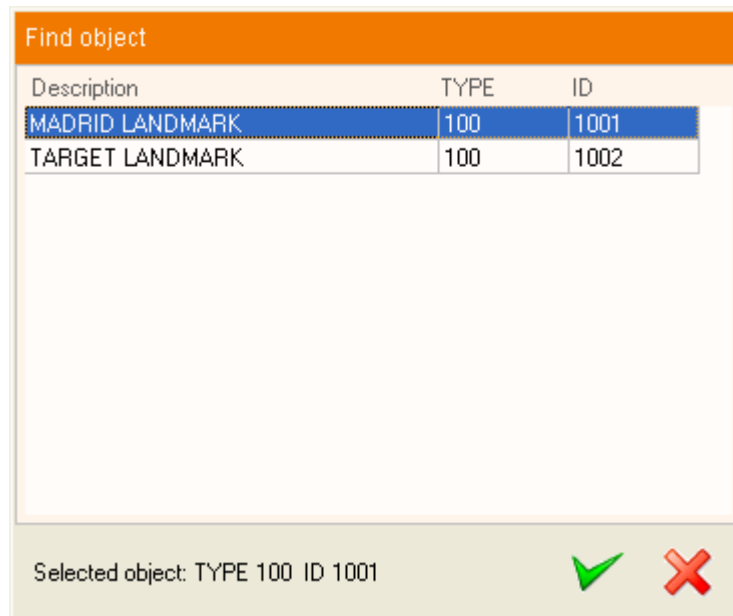 Find object
Description TYPE ID
MADRID LANDMARK 100 1001
TARGET LANDMARK 100 1002
Selected object: TYPE 100 ID 1001